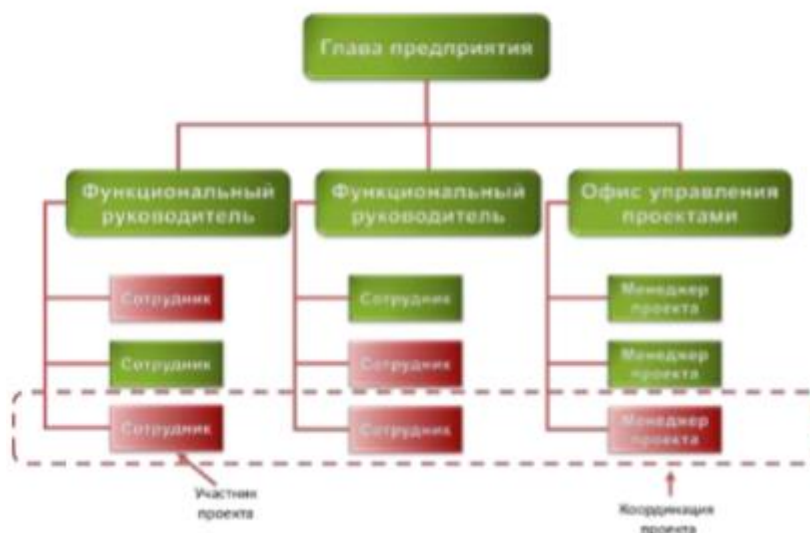 Глава предприятия
Функциональный
руководитель
Функциональный
руководитель
Офис управления
проектами
Сотрудник
Сотрудник
Менеджер
проекта
Сотрудник
Сотрудник
Менеджер
проекта
Сотрудник
Сотрудник
Менеджер
проекта
Участник
проекта
Координация
проекта